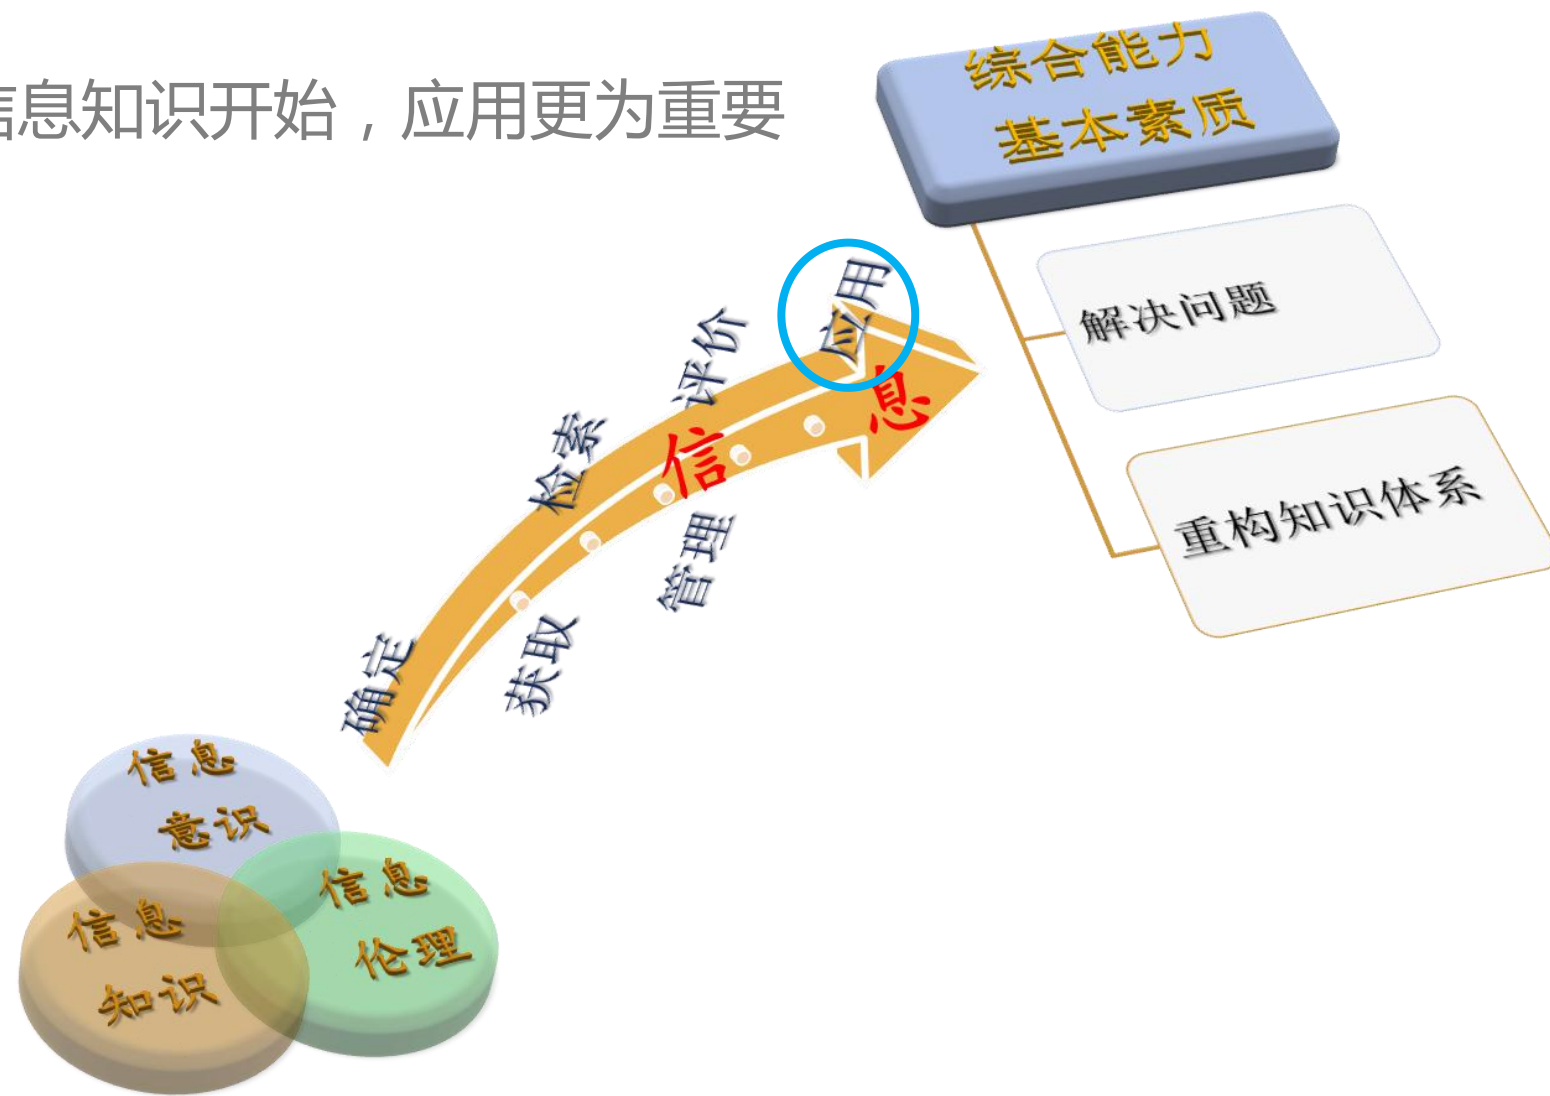 信息知识开始，应用更为重要
综合能力
基本素质
解决问题
重构知识体系
应用
评价
检索
确定
信
息
管理
获取
信息
意识
信息
伦理
信息
知识